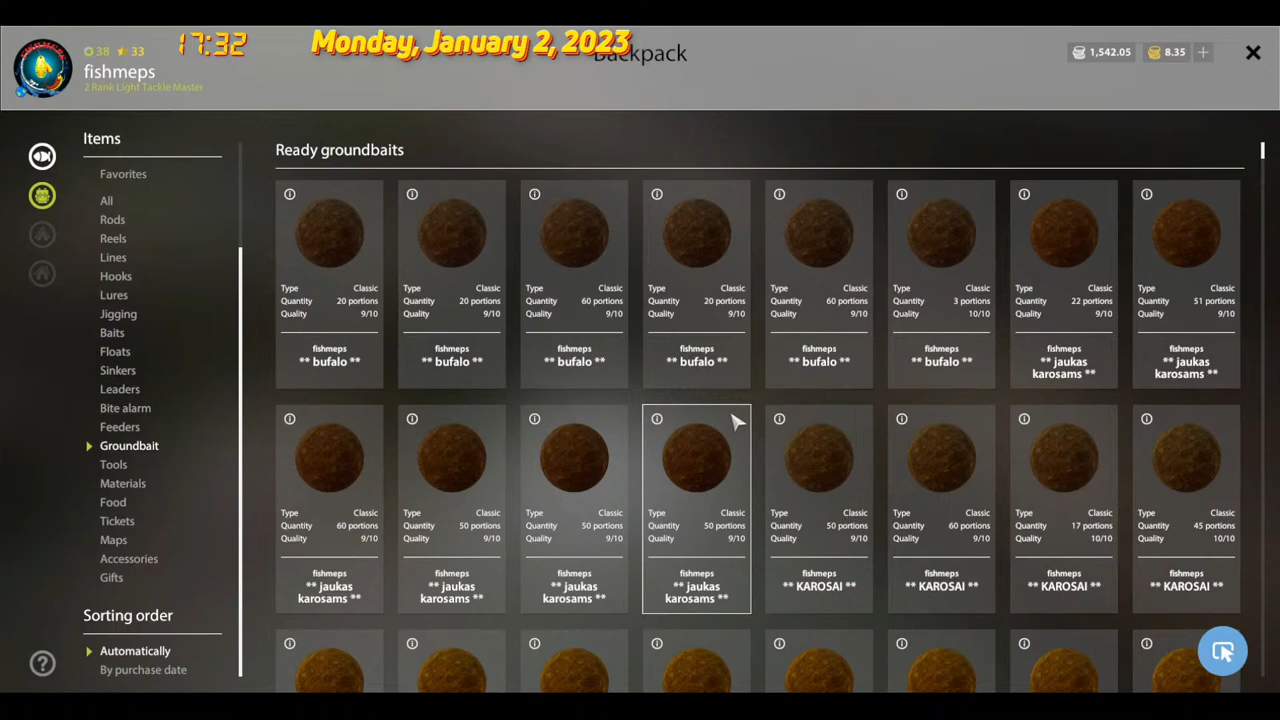 38 33
17:32
Monday, January 2, 2023
Backpack
1,542.05
8.35
fishmeps
2 Rank Light Tackle Master
Items
Favorites
All
Rods
Reels
Lines
Hooks
Lures
Jigging
Baits
Floats
Sinkers
Leaders
Bite alarm
Feeders
Groundbait
Tools
Materials
Food
Tickets
Maps
Accessories
Gifts
Sorting order
Automatically
By purchase date
Ready groundbaits
Type Classic
Quantity 20 portions
Quality 9/10
fishmeps
** bufalo **
Type Classic
Quantity 20 portions
Quality 9/10
fishmeps
** bufalo **
Type Classic
Quantity 60 portions
Quality 9/10
fishmeps
** bufalo **
Type Classic
Quantity 20 portions
Quality 9/10
fishmeps
** bufalo **
Type Classic
Quantity 60 portions
Quality 9/10
fishmeps
** bufalo **
Type Classic
Quantity 3 portions
Quality 10/10
fishmeps
** bufalo **
Type Classic
Quantity 22 portions
Quality 9/10
fishmeps
** jaukas
karosams **
Type Classic
Quantity 51 portions
Quality 9/10
fishmeps
** jaukas
karosams **
Type Classic
Quantity 60 portions
Quality 9/10
fishmeps
** jaukas
karosams **
Type Classic
Quantity 50 portions
Quality 9/10
fishmeps
** jaukas
karosams **
Type Classic
Quantity 50 portions
Quality 9/10
fishmeps
** jaukas
karosams **
Type Classic
Quantity 50 portions
Quality 9/10
fishmeps
** jaukas
karosams **
Type Classic
Quantity 50 portions
Quality 9/10
fishmeps
** KAROSAI **
Type Classic
Quantity 60 portions
Quality 9/10
fishmeps
** KAROSAI **
Type Classic
Quantity 17 portions
Quality 10/10
fishmeps
** KAROSAI **
Type Classic
Quantity 45 portions
Quality 10/10
fishmeps
** KAROSAI **